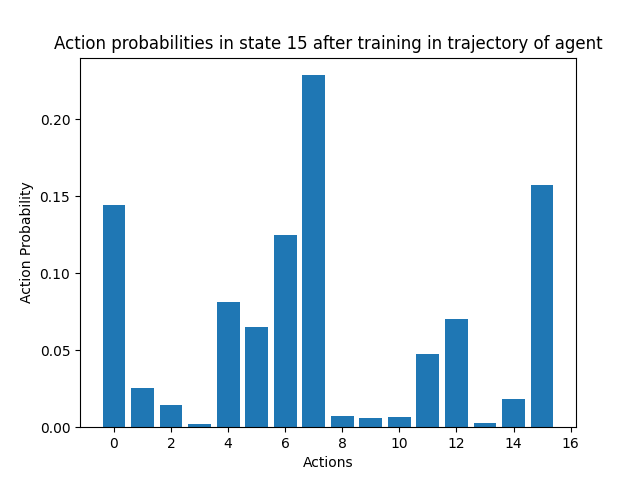 Action probabilities in state 15 after training in trajectory of agent
Action Probability
0.20
0.15
0.10
0.05
0.00
0 2 4 6 8 10 12 14 16
Actions